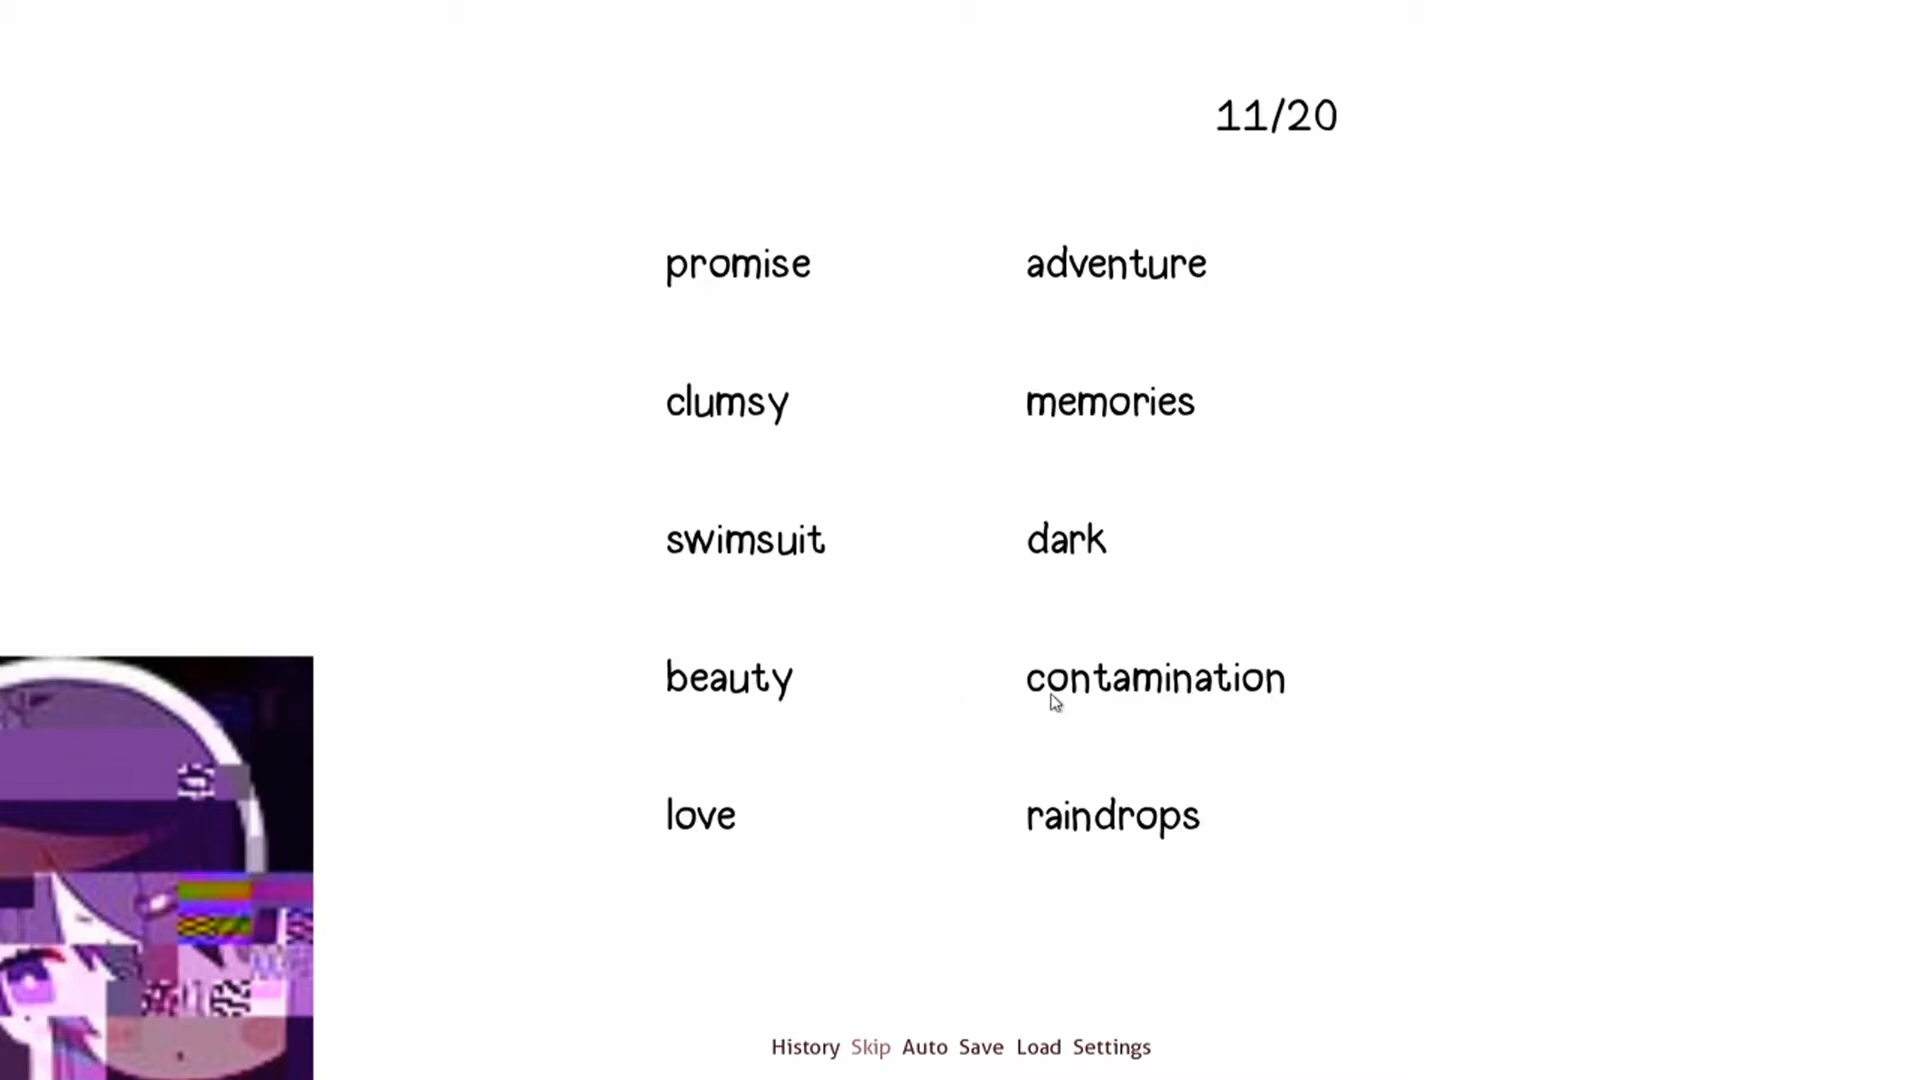 11/20
promise adventure
clumsy memories
swimsuit dark
beauty contamination
love raindrops
History Skip Auto Save Load Settings